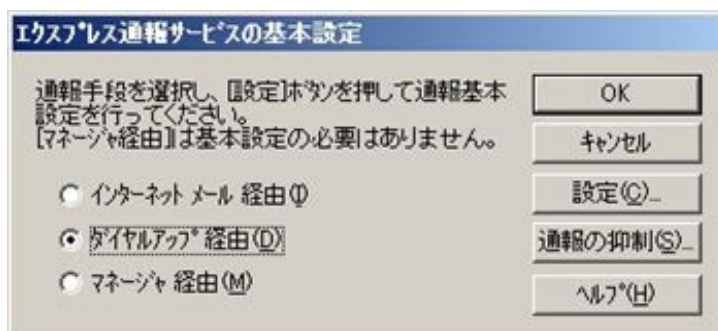 ｴｸｽﾌﾟﾚｽ通報ｻｰﾋﾞｽの基本設定
通報手段を選択し、[設定]ﾎﾞﾀﾝを押して通報基本
設定を行ってください。
[ﾏﾈｰｼﾞｬ経由]は基本設定の必要はありません。
ｲﾝﾀｰﾈｯﾄ ﾒｰﾙ 経由(I)
ﾀﾞｲﾔﾙｱｯﾌﾟ 経由(D)
ﾏﾈｰｼﾞｬ 経由(M)
OK
ｷｬﾝｾﾙ
設定(C)...
通報の抑制(S)...
ﾍﾙﾌﾟ(H)